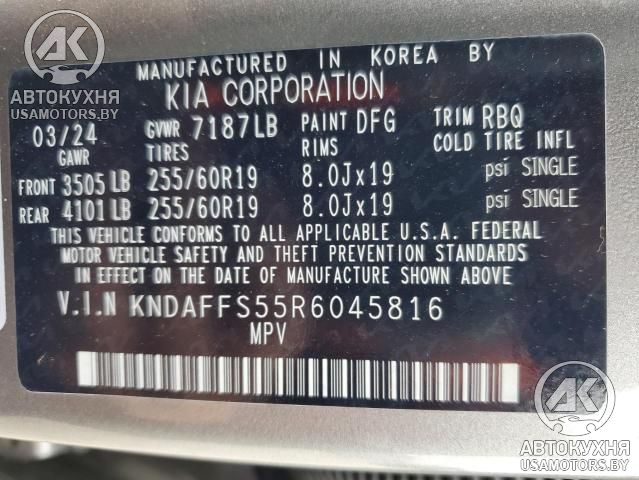 MANUFACTURED IN KOREA BY
KIA CORPORATION
03/24 GVWR 7187LB PAINT DFG TRIM RBQ
GAWR TIRES RIMS COLD TIRE INFL
FRONT 3505 LB 255/60R19 8.0Jx19 psi SINGLE
REAR 4101 LB 255/60R19 8.0Jx19 psi SINGLE
THIS VEHICLE CONFORMS TO ALL APPLICABLE U.S.A. FEDERAL
MOTOR VEHICLE SAFETY AND THEFT PREVENTION STANDARDS
IN EFFECT ON THE DATE OF MANUFACTURE SHOWN ABOVE
V.I.N KNDAFFS55R6045816
MPV
АК
АВТОКУХНЯ
USAMOTORS.BY
АК
АВТОКУХНЯ
USAMOTORS.BY